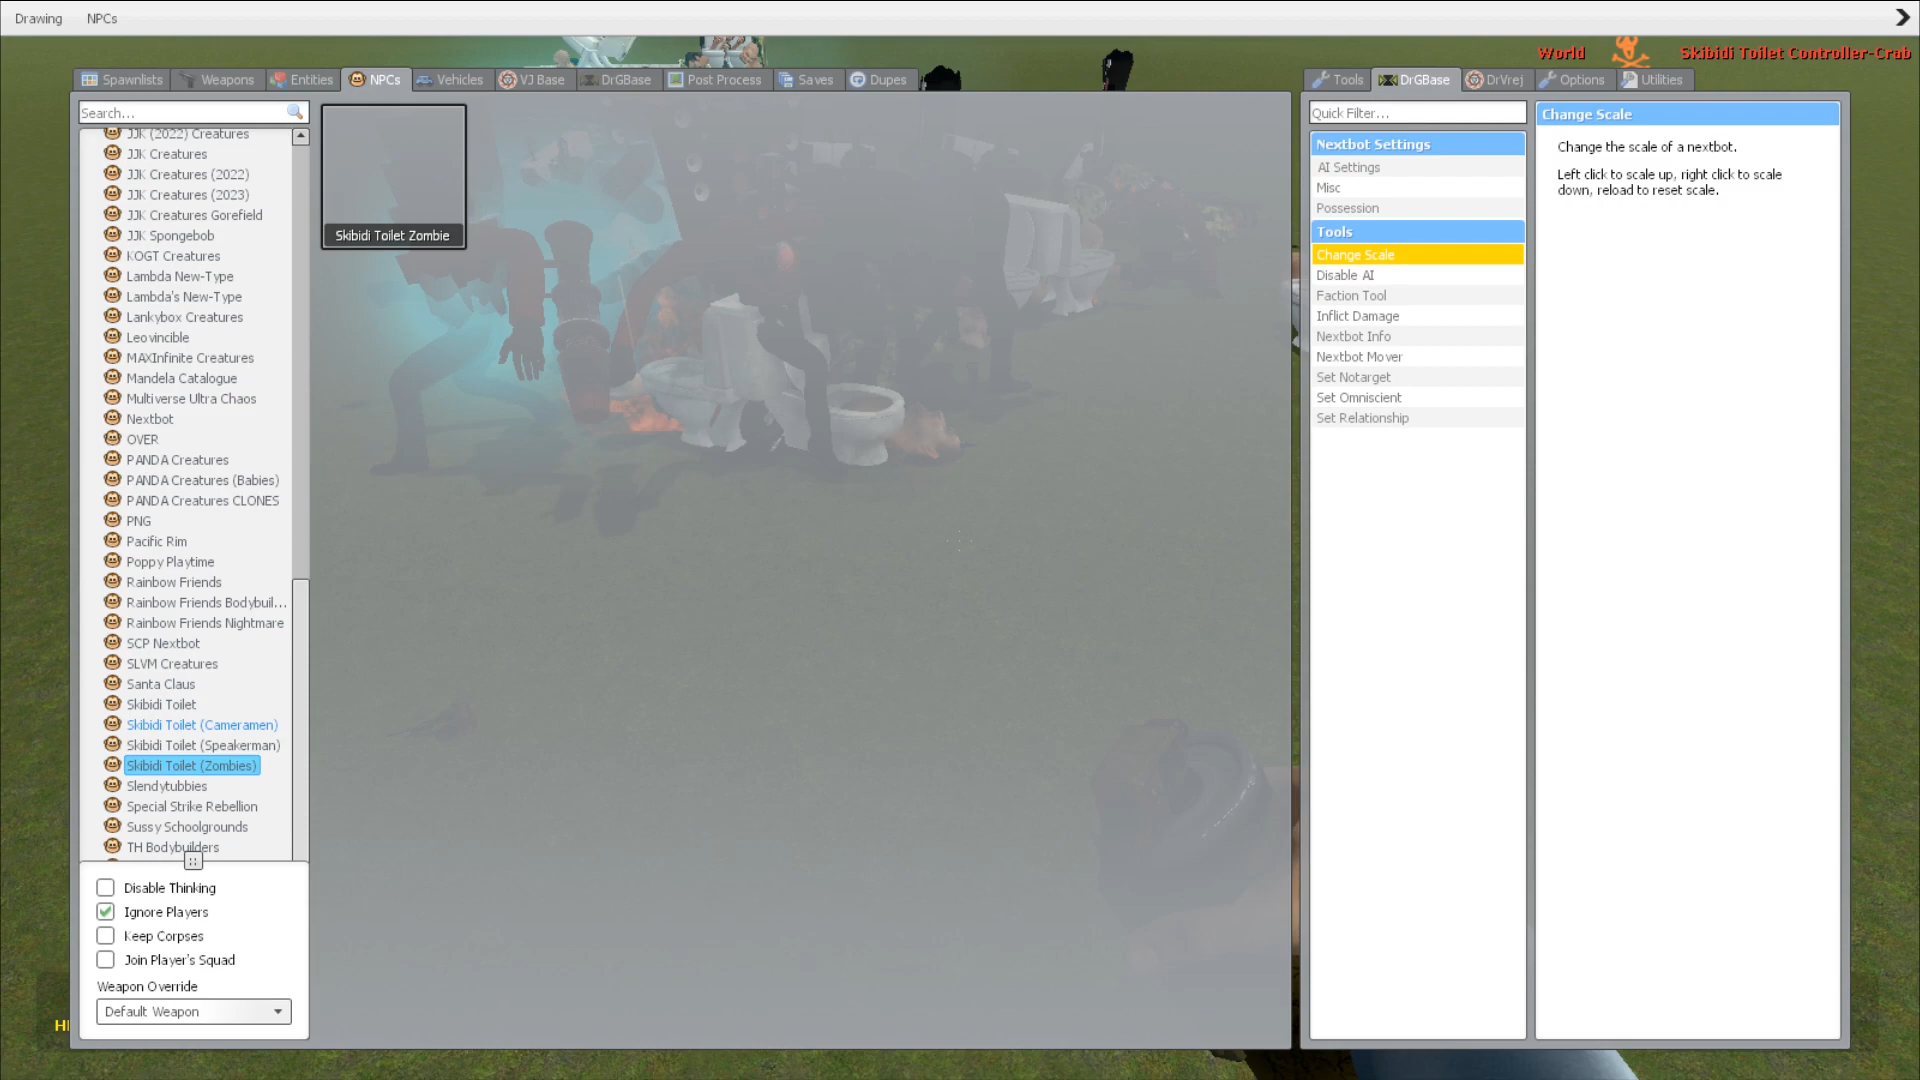 Drawing NPCs
World Skibidi Toilet Controller-Crab
Spawnlists Weapons Entities NPCs Vehicles VJ Base DrGBase Post Process Saves Dupes
Tools DrGBase DrVrej Options Utilities
Search...
JJK (2022) Creatures
JJK Creatures
JJK Creatures (2022)
JJK Creatures (2023)
JJK Creatures Gorefield
JJK Spongebob
KOGT Creatures
Lambda New-Type
Lambda's New-Type
Lankybox Creatures
Leovincible
MAXInfinite Creatures
Mandela Catalogue
Multiverse Ultra Chaos
Nextbot
OVER
PANDA Creatures
PANDA Creatures (Babies)
PANDA Creatures CLONES
PNG
Pacific Rim
Poppy Playtime
Rainbow Friends
Rainbow Friends Bodybuil...
Rainbow Friends Nightmare
SCP Nextbot
SLVM Creatures
Santa Claus
Skibidi Toilet
Skibidi Toilet (Cameramen)
Skibidi Toilet (Speakerman)
Skibidi Toilet (Zombies)
Slendytubbies
Special Strike Rebellion
Sussy Schoolgrounds
TH Bodybuilders
Disable Thinking
Ignore Players
Keep Corpses
Join Player's Squad
Weapon Override
Default Weapon
Skibidi Toilet Zombie
Quick Filter...
Nextbot Settings
AI Settings
Misc
Possession
Tools
Change Scale
Disable AI
Faction Tool
Inflict Damage
Nextbot Info
Nextbot Mover
Set Notarget
Set Omniscient
Set Relationship
Change Scale
Change the scale of a nextbot.
Left click to scale up, right click to scale
down, reload to reset scale.